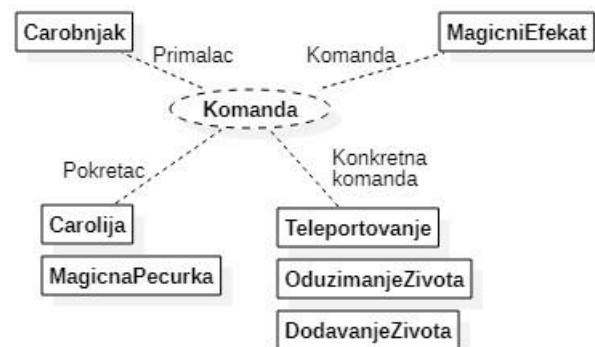 Carobnjak
MagicniEfekat
Primalac
Komanda
Komanda
Pokretac
Konkretna
komanda
Carolija
Teleportovanje
MagicnaPecurka
OduzimanjeZivota
DodavanjeZivota